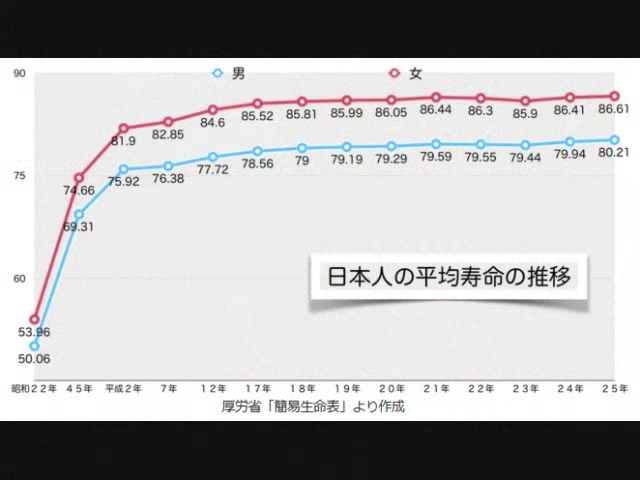 90
男 女
81.9 82.85 84.6 85.52 85.81 85.99 86.05 86.44 86.3 85.9 86.41 86.61
75
74.66 75.92 76.38 77.72 78.56 79 79.19 79.29 79.59 79.55 79.44 79.94 80.21
69.31
60
日本人の平均寿命の推移
53.96
50.06
昭和22年 45年 平成2年 7年 12年 17年 18年 19年 20年 21年 22年 23年 24年 25年
厚労省「簡易生命表」より作成